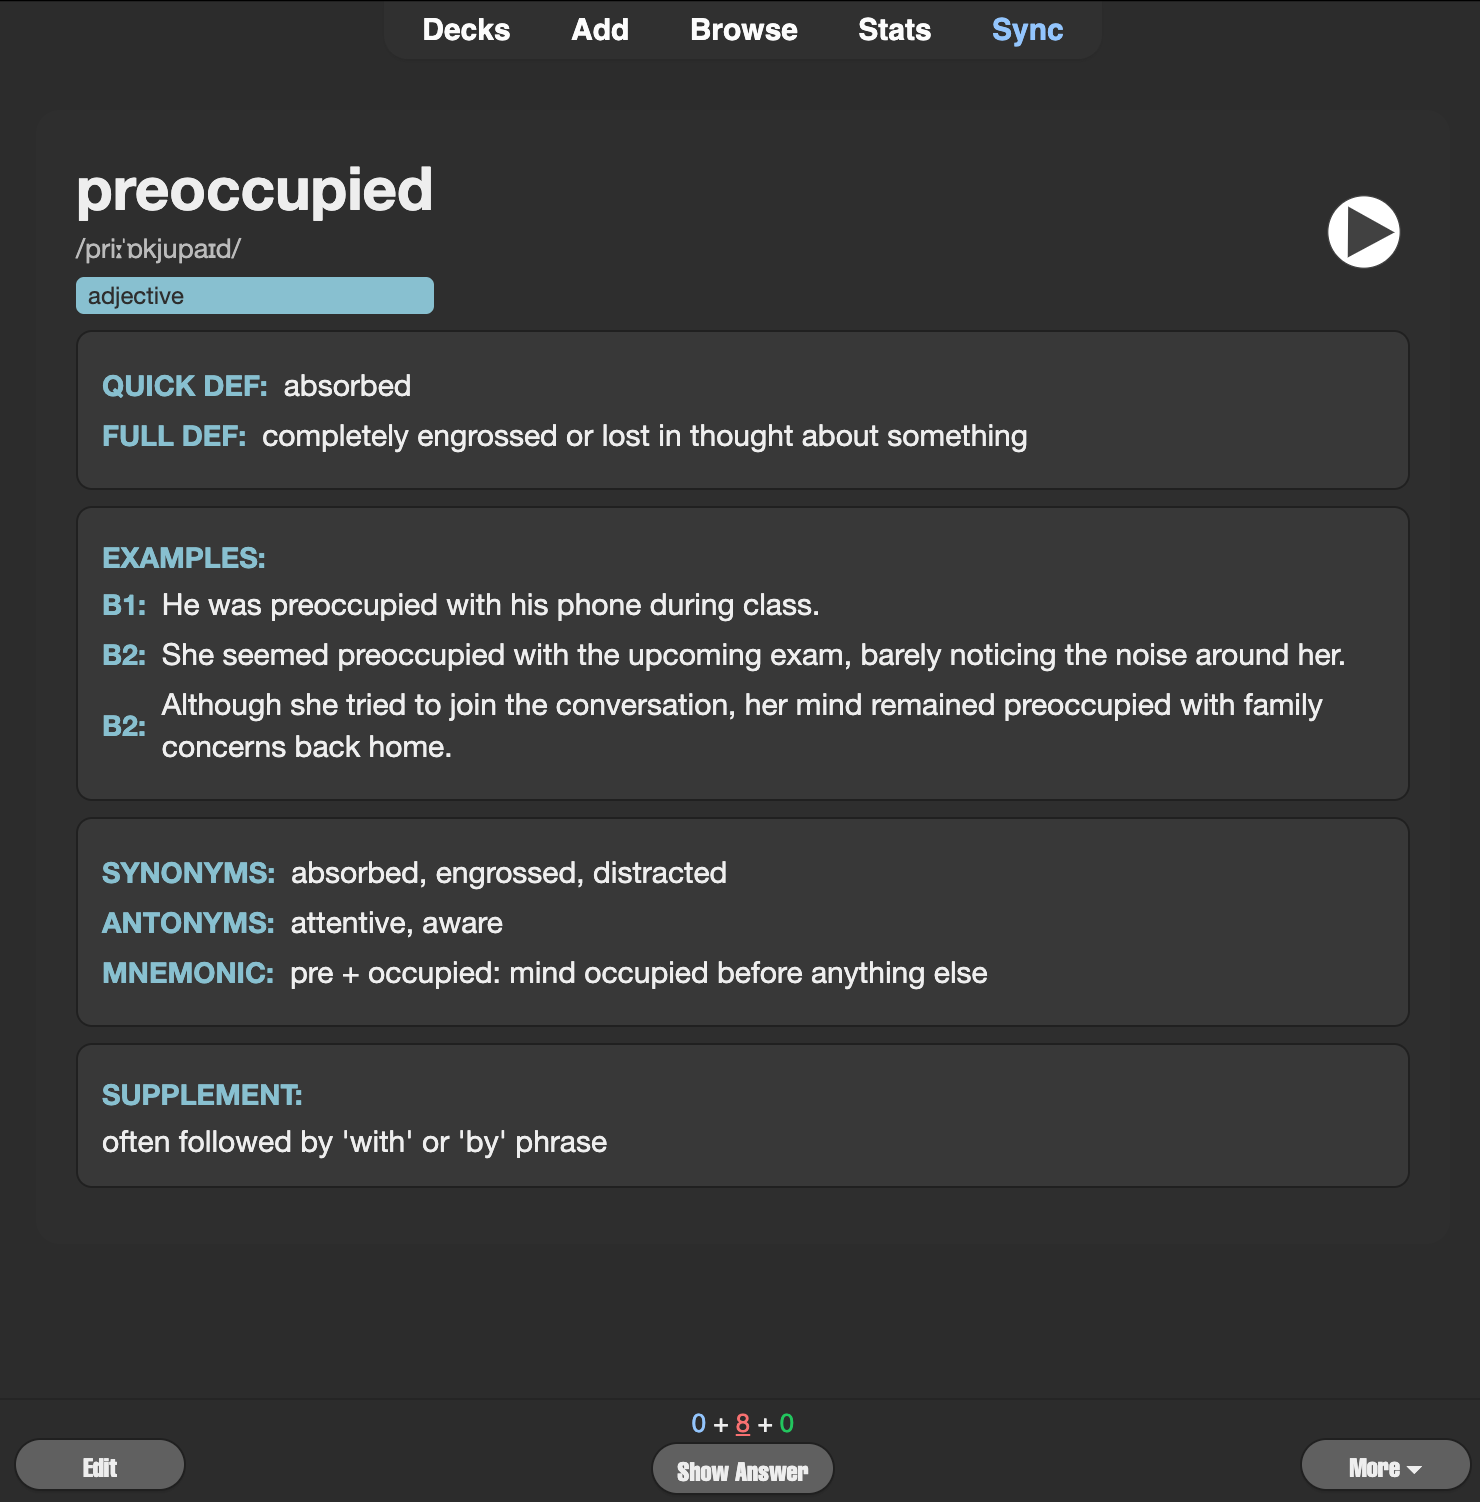 Decks Add Browse Stats Sync
preoccupied
/priːˈɒkjupaɪd/
adjective
QUICK DEF: absorbed
FULL DEF: completely engrossed or lost in thought about something
EXAMPLES:
B1: He was preoccupied with his phone during class.
B2: She seemed preoccupied with the upcoming exam, barely noticing the noise around her.
B2: Although she tried to join the conversation, her mind remained preoccupied with family
concerns back home.
SYNONYMS: absorbed, engrossed, distracted
ANTONYMS: attentive, aware
MNEMONIC: pre + occupied: mind occupied before anything else
SUPPLEMENT:
often followed by 'with' or 'by' phrase
0 + 8 + 0
Edit Show Answer More